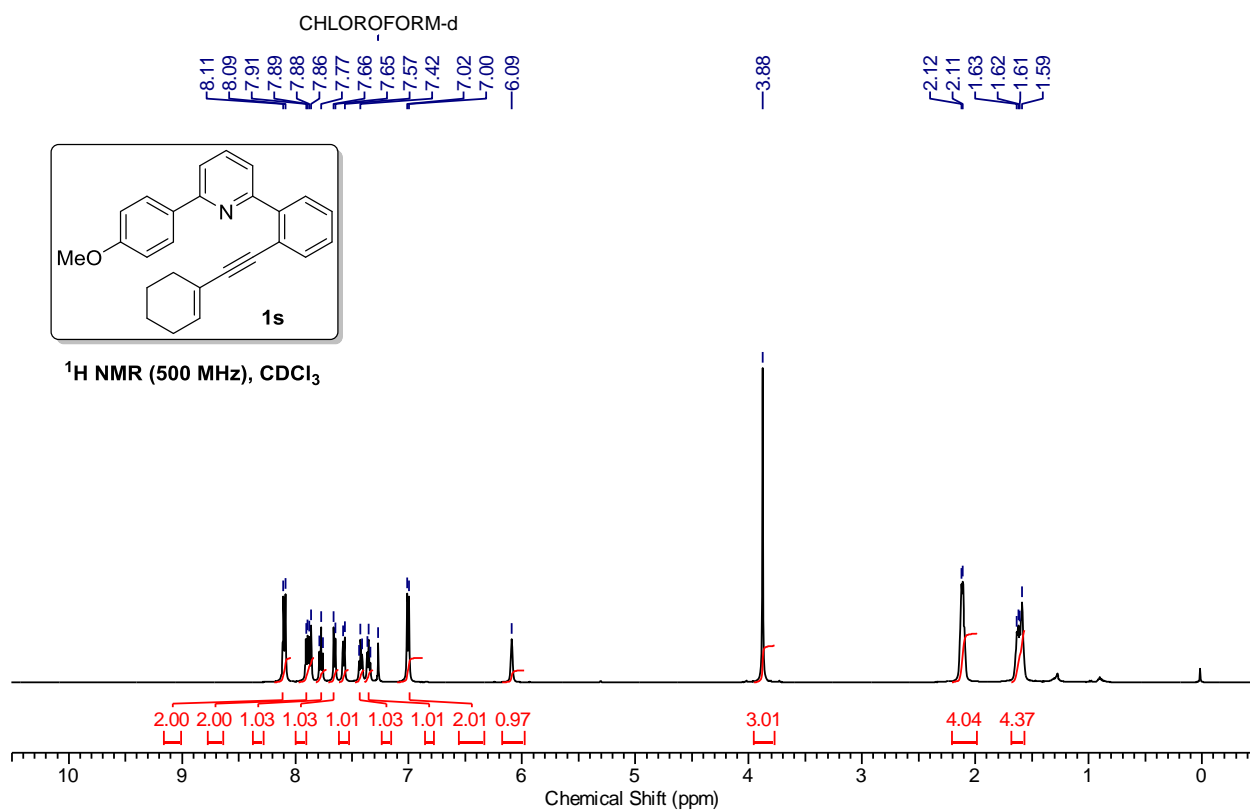 CHLOROFORM-d
8.11 8.09 7.91 7.89 7.88 7.86 7.77 7.66 7.65 7.57 7.42 7.02 7.00 6.09 3.88 2.12 2.11 1.63 1.62 1.61 1.59
N
MeO
1s
¹H NMR (500 MHz), CDCl₃
2.00 2.00 1.03 1.03 1.01 1.03 1.01 2.01 0.97 3.01 4.04 4.37
10 9 8 7 6 5 4 3 2 1 0
Chemical Shift (ppm)